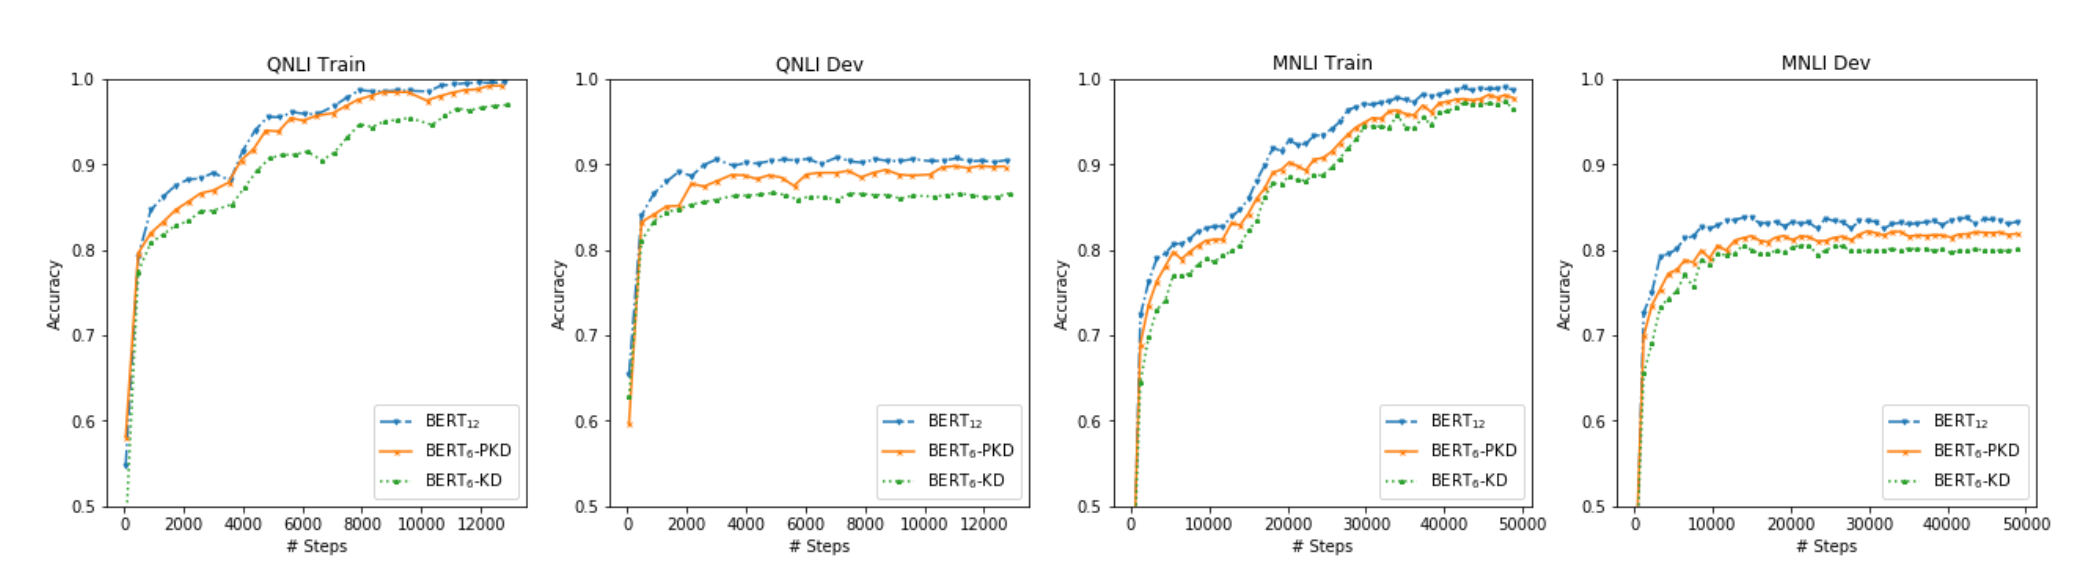 QNLI Train
1.0
0.9
0.8
0.7
0.6
0.5
Accuracy
0 2000 4000 6000 8000 10000 12000
# Steps
BERT₁₂
BERT₆-PKD
BERT₆-KD
QNLI Dev
1.0
0.9
0.8
0.7
0.6
0.5
Accuracy
0 2000 4000 6000 8000 10000 12000
# Steps
BERT₁₂
BERT₆-PKD
BERT₆-KD
MNLI Train
1.0
0.9
0.8
0.7
0.6
0.5
Accuracy
0 10000 20000 30000 40000 50000
# Steps
BERT₁₂
BERT₆-PKD
BERT₆-KD
MNLI Dev
1.0
0.9
0.8
0.7
0.6
0.5
Accuracy
0 10000 20000 30000 40000 50000
# Steps
BERT₁₂
BERT₆-PKD
BERT₆-KD